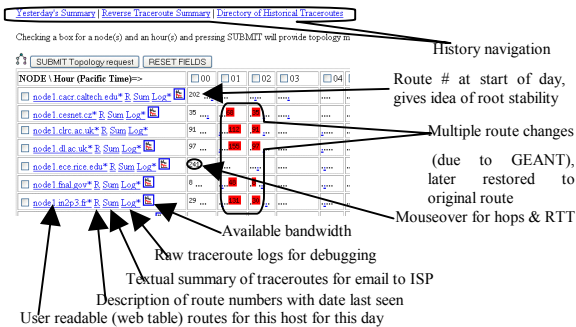 Yesterday's Summary | Reverse Traceroute Summary | Directory of Historical Traceroutes
Checking a box for a node(s) and an hour(s) and pressing SUBMIT will provide topology m
History navigation
SUBMIT Topology request RESET FIELDS
NODE \ Hour (Pacific Time)=> 00 01 02 03 04
Route # at start of day,
gives idea of root stability
node1.cacr.caltech.edu* R Sum Log* 202
node1.cesnet.cz* R Sum Log* 35
node1.clrc.ac.uk* R Sum Log* 91
Multiple route changes
(due to GEANT),
later restored to
original route
node1.dl.ac.uk* R Sum Log* 97
node1.ece.rice.edu* R Sum Log*
node1.fnal.gov* R Sum Log* 8
node1.in2p3.fr* R Sum Log* 29
Mouseover for hops & RTT
Available bandwidth
Raw traceroute logs for debugging
Textual summary of traceroutes for email to ISP
Description of route numbers with date last seen
User readable (web table) routes for this host for this day